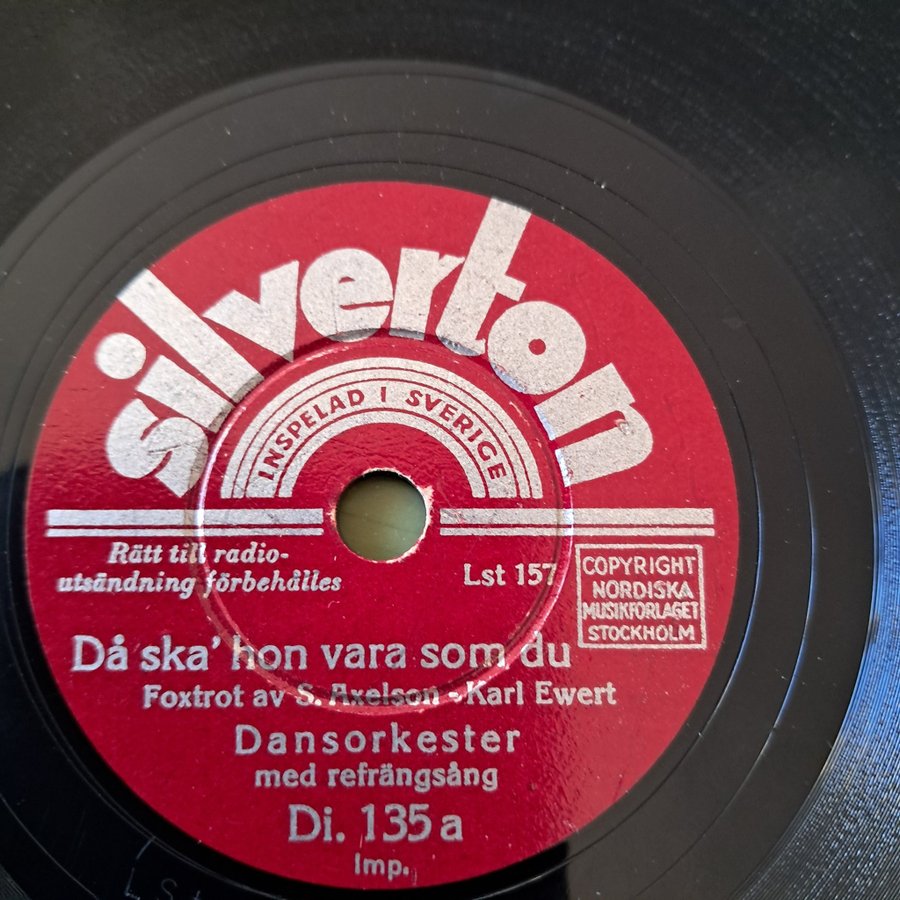 silverton
INSPELAD I SVERIGE
Rätt till radio-
utsändning förbehålles
Lst 157
COPYRIGHT
NORDISKA
MUSIKFÖRLAGET
STOCKHOLM
Då ska' hon vara som du
Foxtrot av S. Axelson - Karl Ewert
Dansorkester
med refrängsång
Di. 135 a
Imp.